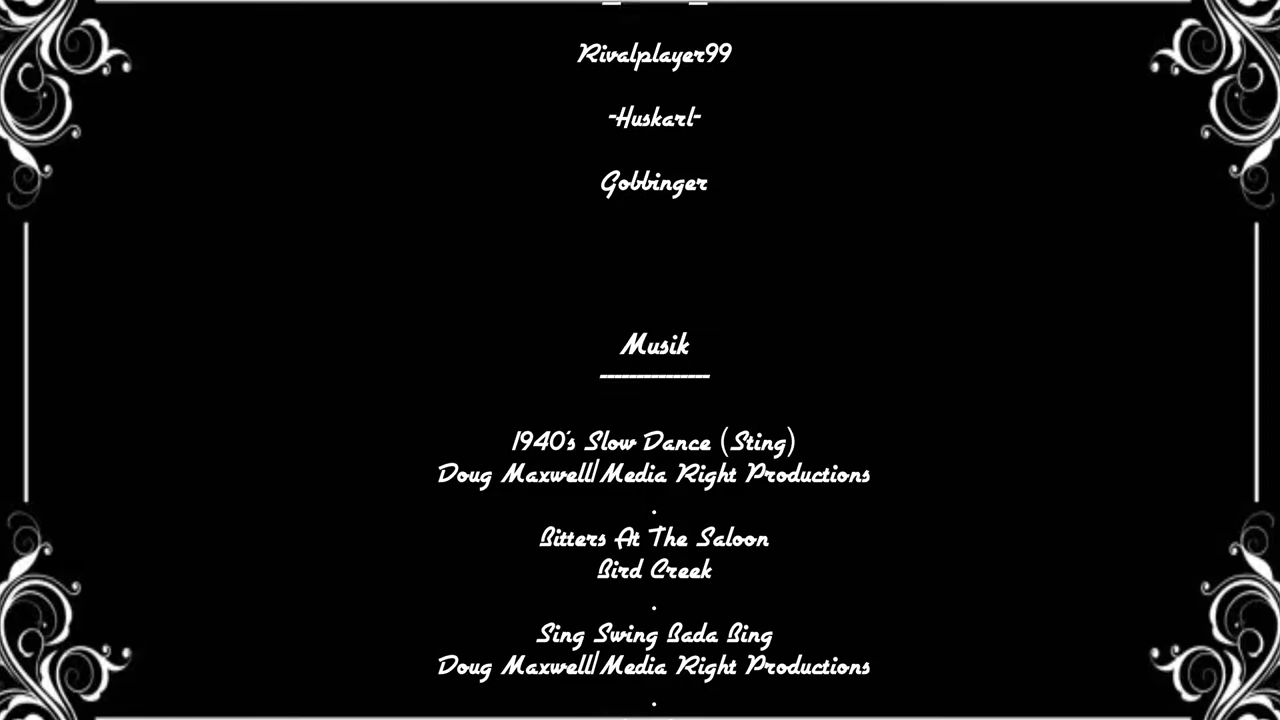 Rivalplayer99
-Huskarl-
Gobbinger
Musik
---------------
1940's Slow Dance (Sting)
Doug Maxwell/Media Right Productions
.
Bitters At The Saloon
Bird Creek
.
Sing Swing Bada Bing
Doug Maxwell/Media Right Productions
.